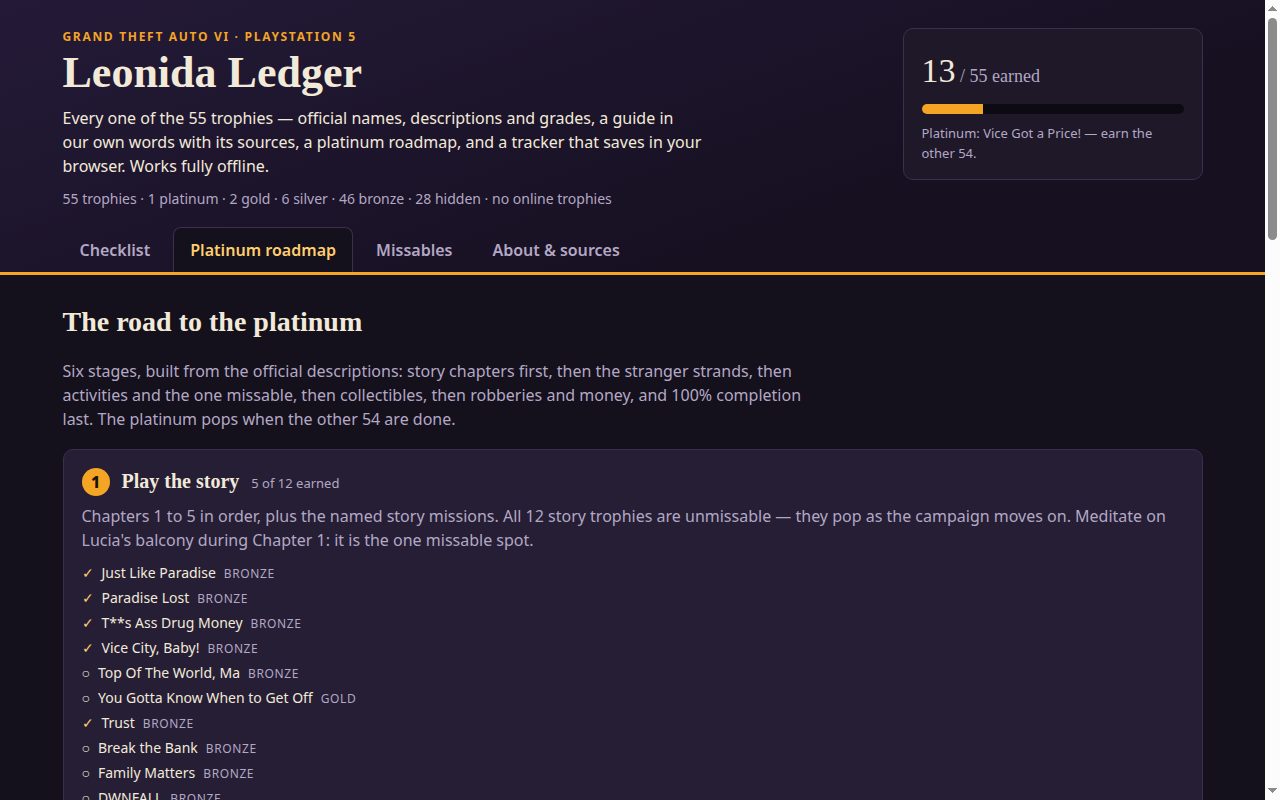 GRAND THEFT AUTO VI · PLAYSTATION 5
Leonida Ledger
Every one of the 55 trophies — official names, descriptions and grades, a guide in
our own words with its sources, a platinum roadmap, and a tracker that saves in your
browser. Works fully offline.
55 trophies · 1 platinum · 2 gold · 6 silver · 46 bronze · 28 hidden · no online trophies
13 / 55 earned
Platinum: Vice Got a Price! — earn the
other 54.
Checklist Platinum roadmap Missables About & sources
The road to the platinum
Six stages, built from the official descriptions: story chapters first, then the stranger strands, then
activities and the one missable, then collectibles, then robberies and money, and 100% completion
last. The platinum pops when the other 54 are done.
1 Play the story 5 of 12 earned
Chapters 1 to 5 in order, plus the named story missions. All 12 story trophies are unmissable — they pop as the campaign moves on. Meditate on
Lucia's balcony during Chapter 1: it is the one missable spot.
✓ Just Like Paradise BRONZE
✓ Paradise Lost BRONZE
✓ T**s Ass Drug Money BRONZE
✓ Vice City, Baby! BRONZE
○ Top Of The World, Ma BRONZE
○ You Gotta Know When to Get Off GOLD
✓ Trust BRONZE
○ Break the Bank BRONZE
○ Family Matters BRONZE
○ DWNFALL BRONZE